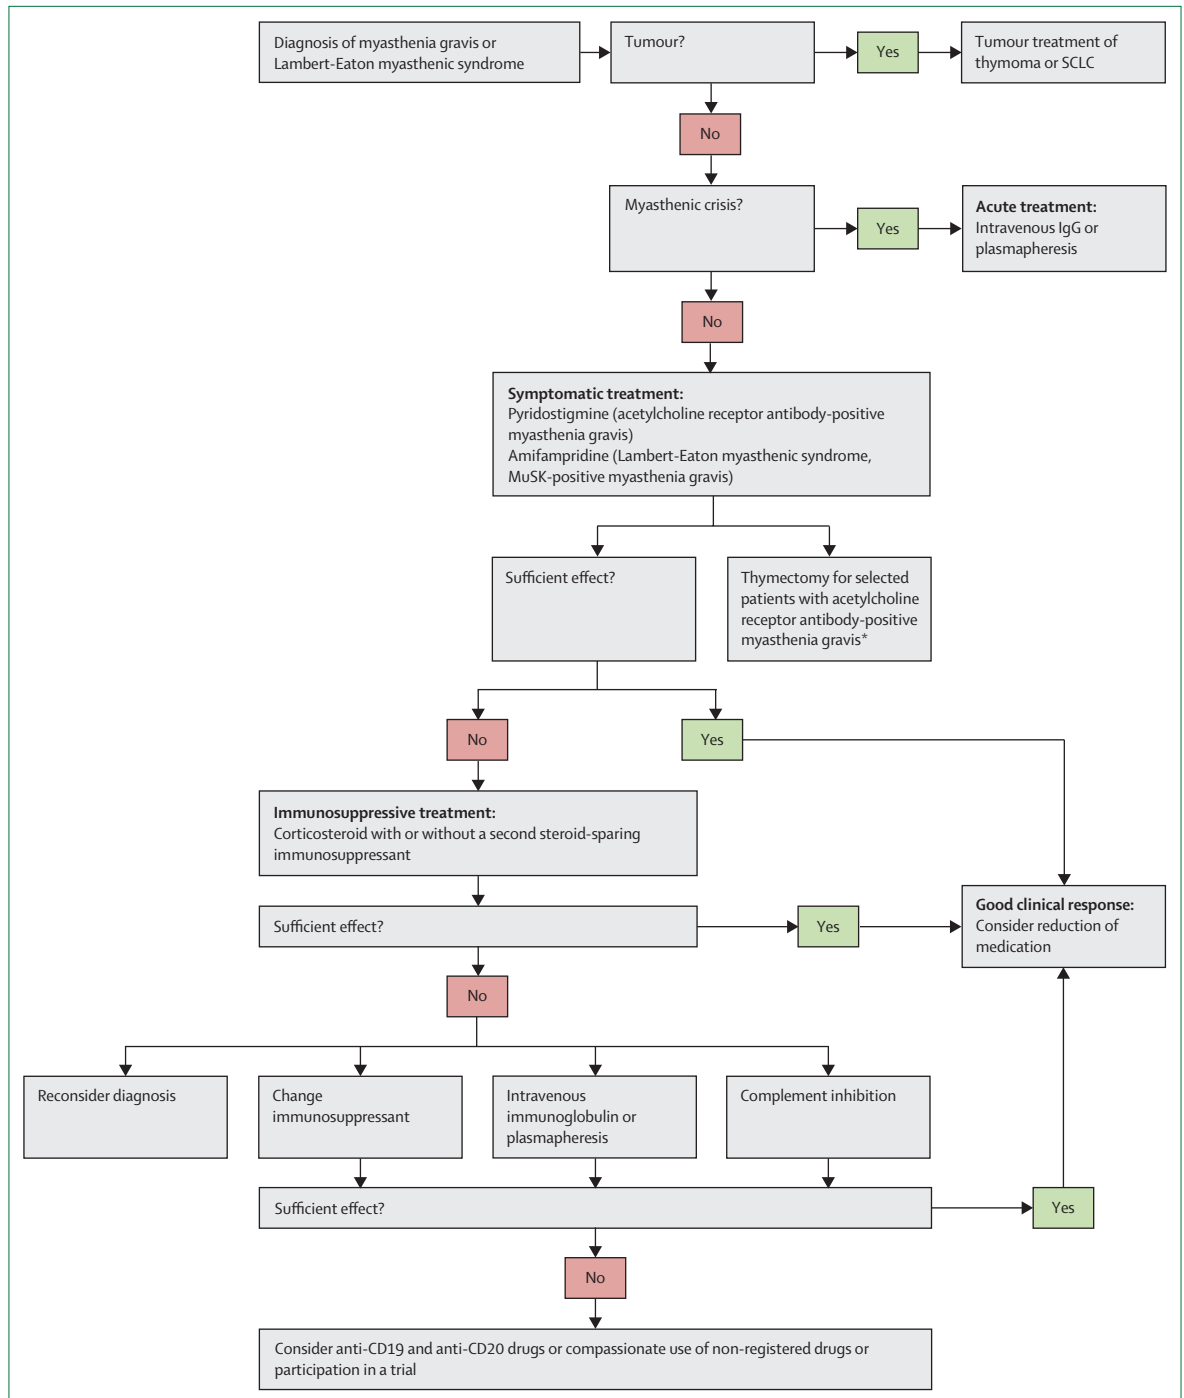 Diagnosis of myasthenia gravis or
Lambert-Eaton myasthenic syndrome
Tumour?
Yes
Tumour treatment of
thymoma or SCLC
No
Myasthenic crisis?
Yes
Acute treatment:
Intravenous IgG or
plasmapheresis
No
Symptomatic treatment:
Pyridostigmine (acetylcholine receptor antibody-positive
myasthenia gravis)
Amifampridine (Lambert-Eaton myasthenic syndrome,
MuSK-positive myasthenia gravis)
Sufficient effect?
Thymectomy for selected
patients with acetylcholine
receptor antibody-positive
myasthenia gravis*
No
Yes
Immunosuppressive treatment:
Corticosteroid with or without a second steroid-sparing
immunosuppressant
Sufficient effect?
Yes
Good clinical response:
Consider reduction of
medication
No
Reconsider diagnosis
Change
immunosuppressant
Intravenous
immunoglobulin or
plasmapheresis
Complement inhibition
Sufficient effect?
Yes
No
Consider anti-CD19 and anti-CD20 drugs or compassionate use of non-registered drugs or
participation in a trial